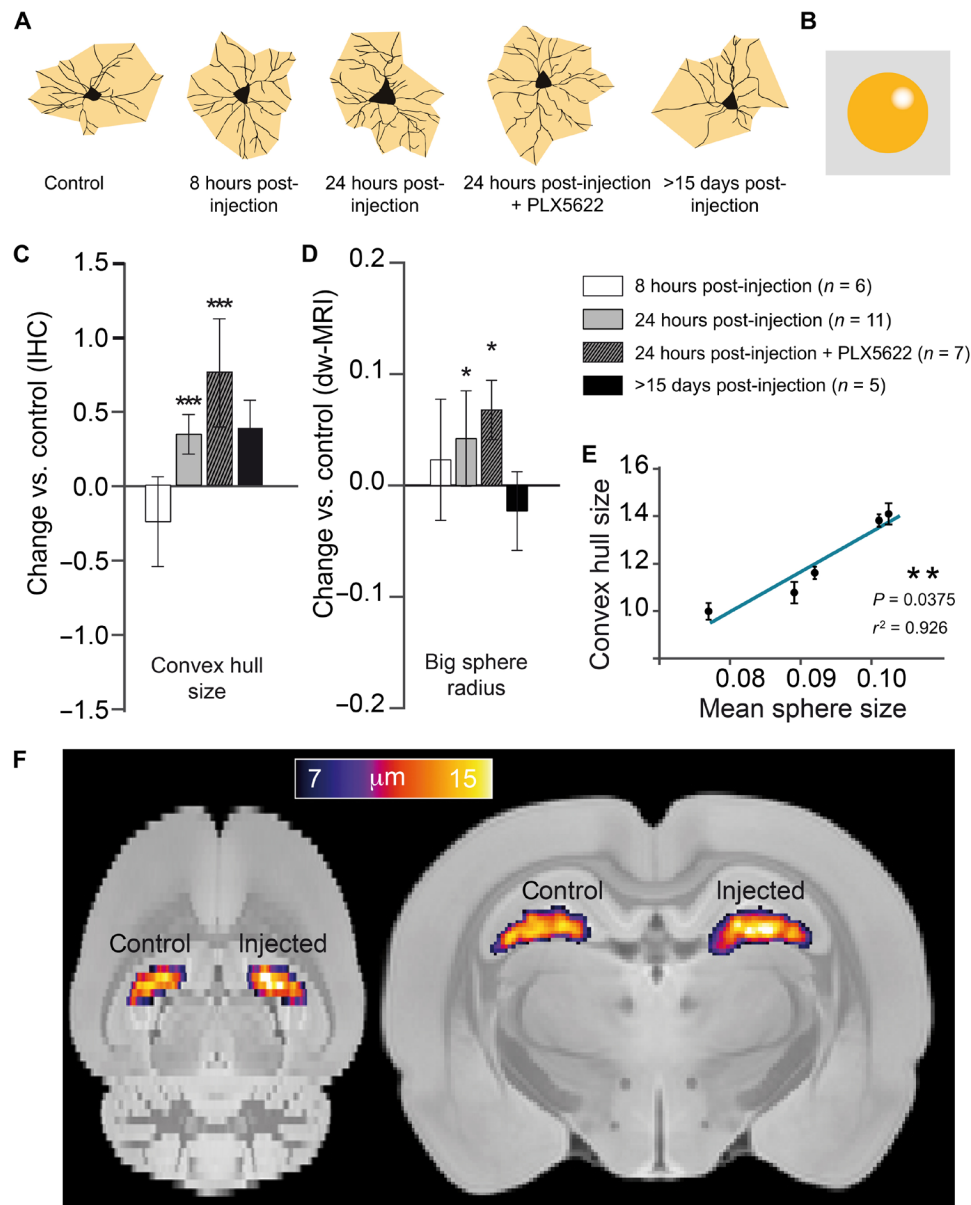 A
B
Control
8 hours post-
injection
24 hours post-
injection
24 hours post-injection
+ PLX5622
>15 days post-
injection
C
Change vs. control (IHC)
1.5
1.0
0.5
0.0
−0.5
−1.0
−1.5
***
***
Convex hull
size
D
Change vs. control (dw-MRI)
0.2
0.1
0.0
−0.1
−0.2
*
*
Big sphere
radius
8 hours post-injection (n = 6)
24 hours post-injection (n = 11)
24 hours post-injection + PLX5622 (n = 7)
>15 days post-injection (n = 5)
E
Convex hull size
1.6
1.4
1.2
1.0
**
P = 0.0375
r² = 0.926
0.08 0.09 0.10
Mean sphere size
F
7 µm 15
Control Injected
Control Injected